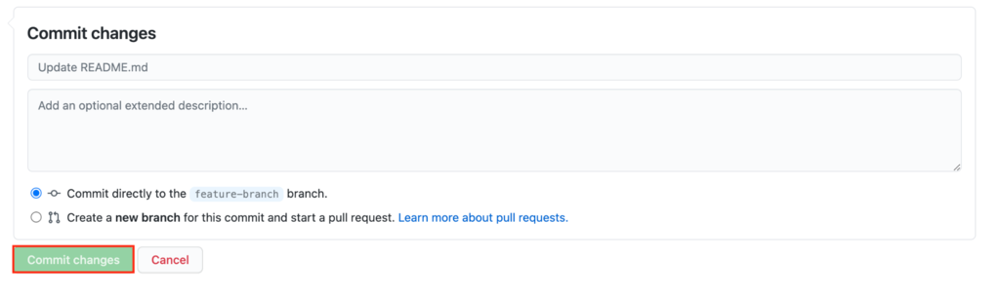 Commit changes
Update README.md
Add an optional extended description...
Commit directly to the feature-branch branch.
Create a new branch for this commit and start a pull request. Learn more about pull requests.
Commit changes Cancel